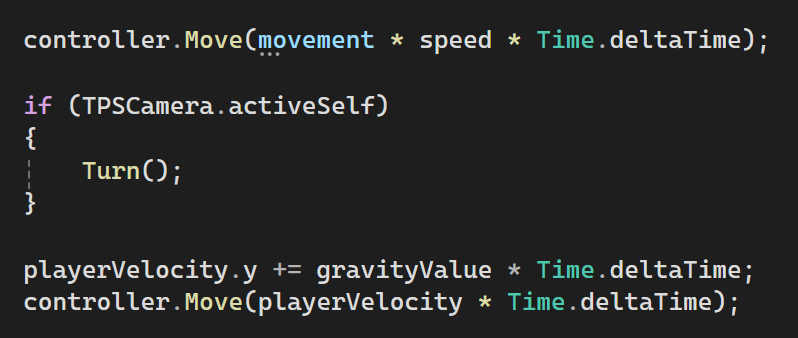 controller.Move(movement * speed * Time.deltaTime);
if (TPSCamera.activeSelf)
{
    Turn();
}
playerVelocity.y += gravityValue * Time.deltaTime;
controller.Move(playerVelocity * Time.deltaTime);